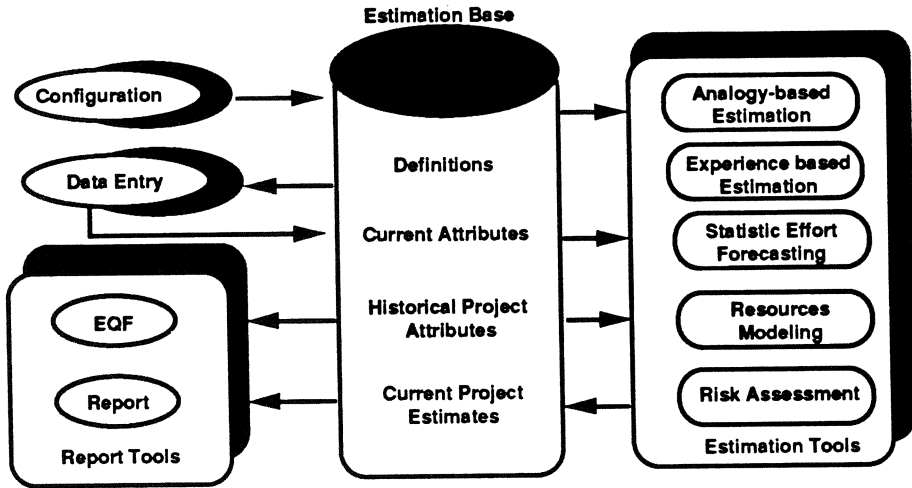 Estimation Base
Configuration
Data Entry
EQF
Report
Report Tools
Definitions
Current Attributes
Historical Project
Attributes
Current Project
Estimates
Analogy-based
Estimation
Experience based
Estimation
Statistic Effort
Forecasting
Resources
Modeling
Risk Assessment
Estimation Tools